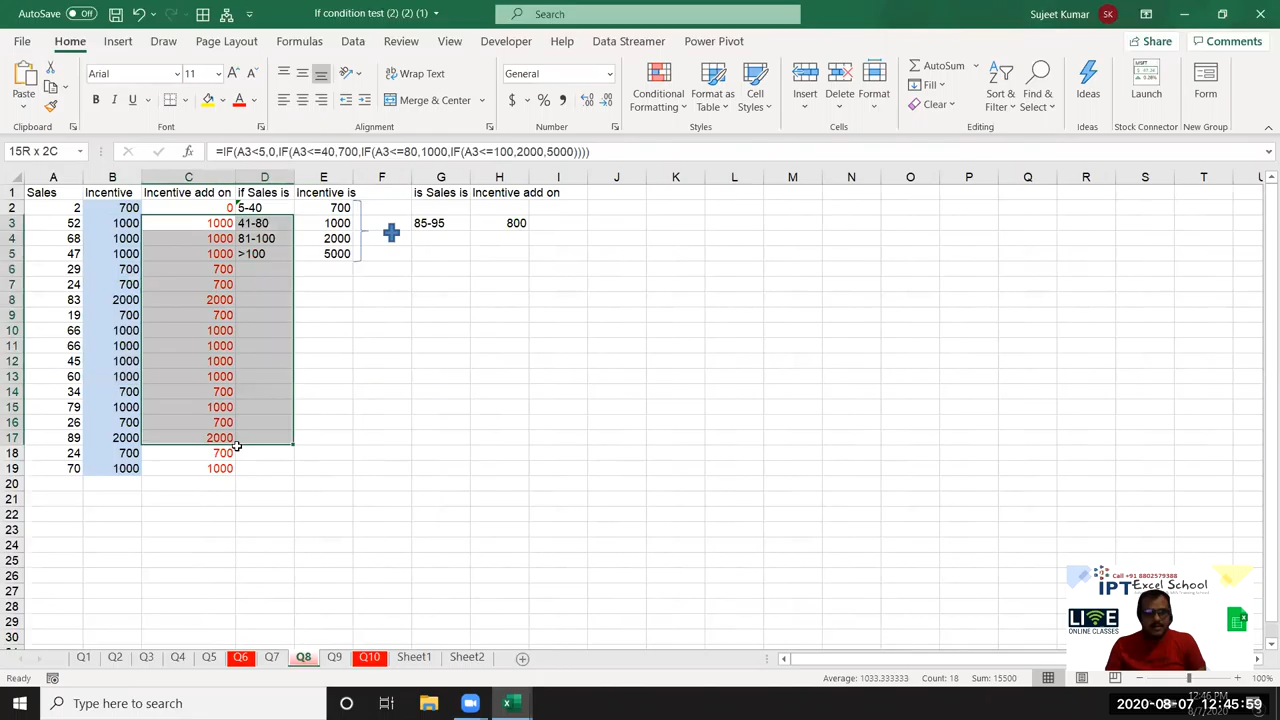 AutoSave Off If condition test (2) (2) (1) Search Sujeet Kumar SK
File Home Insert Draw Page Layout Formulas Data Review View Developer Help Data Streamer Power Pivot Share Comments
Paste Arial 11 Wrap Text General Conditional Formatting Format as Table Cell Styles Insert Delete Format AutoSum Fill Clear Sort & Filter Find & Select Ideas Launch Form
B I U A Merge & Center $ % ,
Clipboard Font Alignment Number Styles Cells Editing Ideas Stock Connector New Group
15R x 2C fx =IF(A3<5,0,IF(A3<=40,700,IF(A3<=80,1000,IF(A3<=100,2000,5000))))
A B C D E F G H I J K L M N O P Q R S T U
1 Sales Incentive Incentive add on if Sales is Incentive is is Sales is Incentive add on
2 2 700 0 5-40 700
3 52 1000 1000 41-80 1000 85-95 800
4 68 1000 1000 81-100 2000
5 47 1000 1000 >100 5000
6 29 700 700
7 24 700 700
8 83 2000 2000
9 19 700 700
10 66 1000 1000
11 66 1000 1000
12 45 1000 1000
13 60 1000 1000
14 34 700 700
15 79 1000 1000
16 26 700 700
17 89 2000 2000
18 24 700 700
19 70 1000 1000
20
21
22
23
24
25
26
27
28
29
30
Call +91 8802579388
IPT Excel School
LIVE
ONLINE CLASSES
Q1 Q2 Q3 Q4 Q5 Q6 Q7 Q8 Q9 Q10 Sheet1 Sheet2
Ready Average: 1033.333333 Count: 18 Sum: 15500 100%
Type here to search
2020-08-07 12:45:59